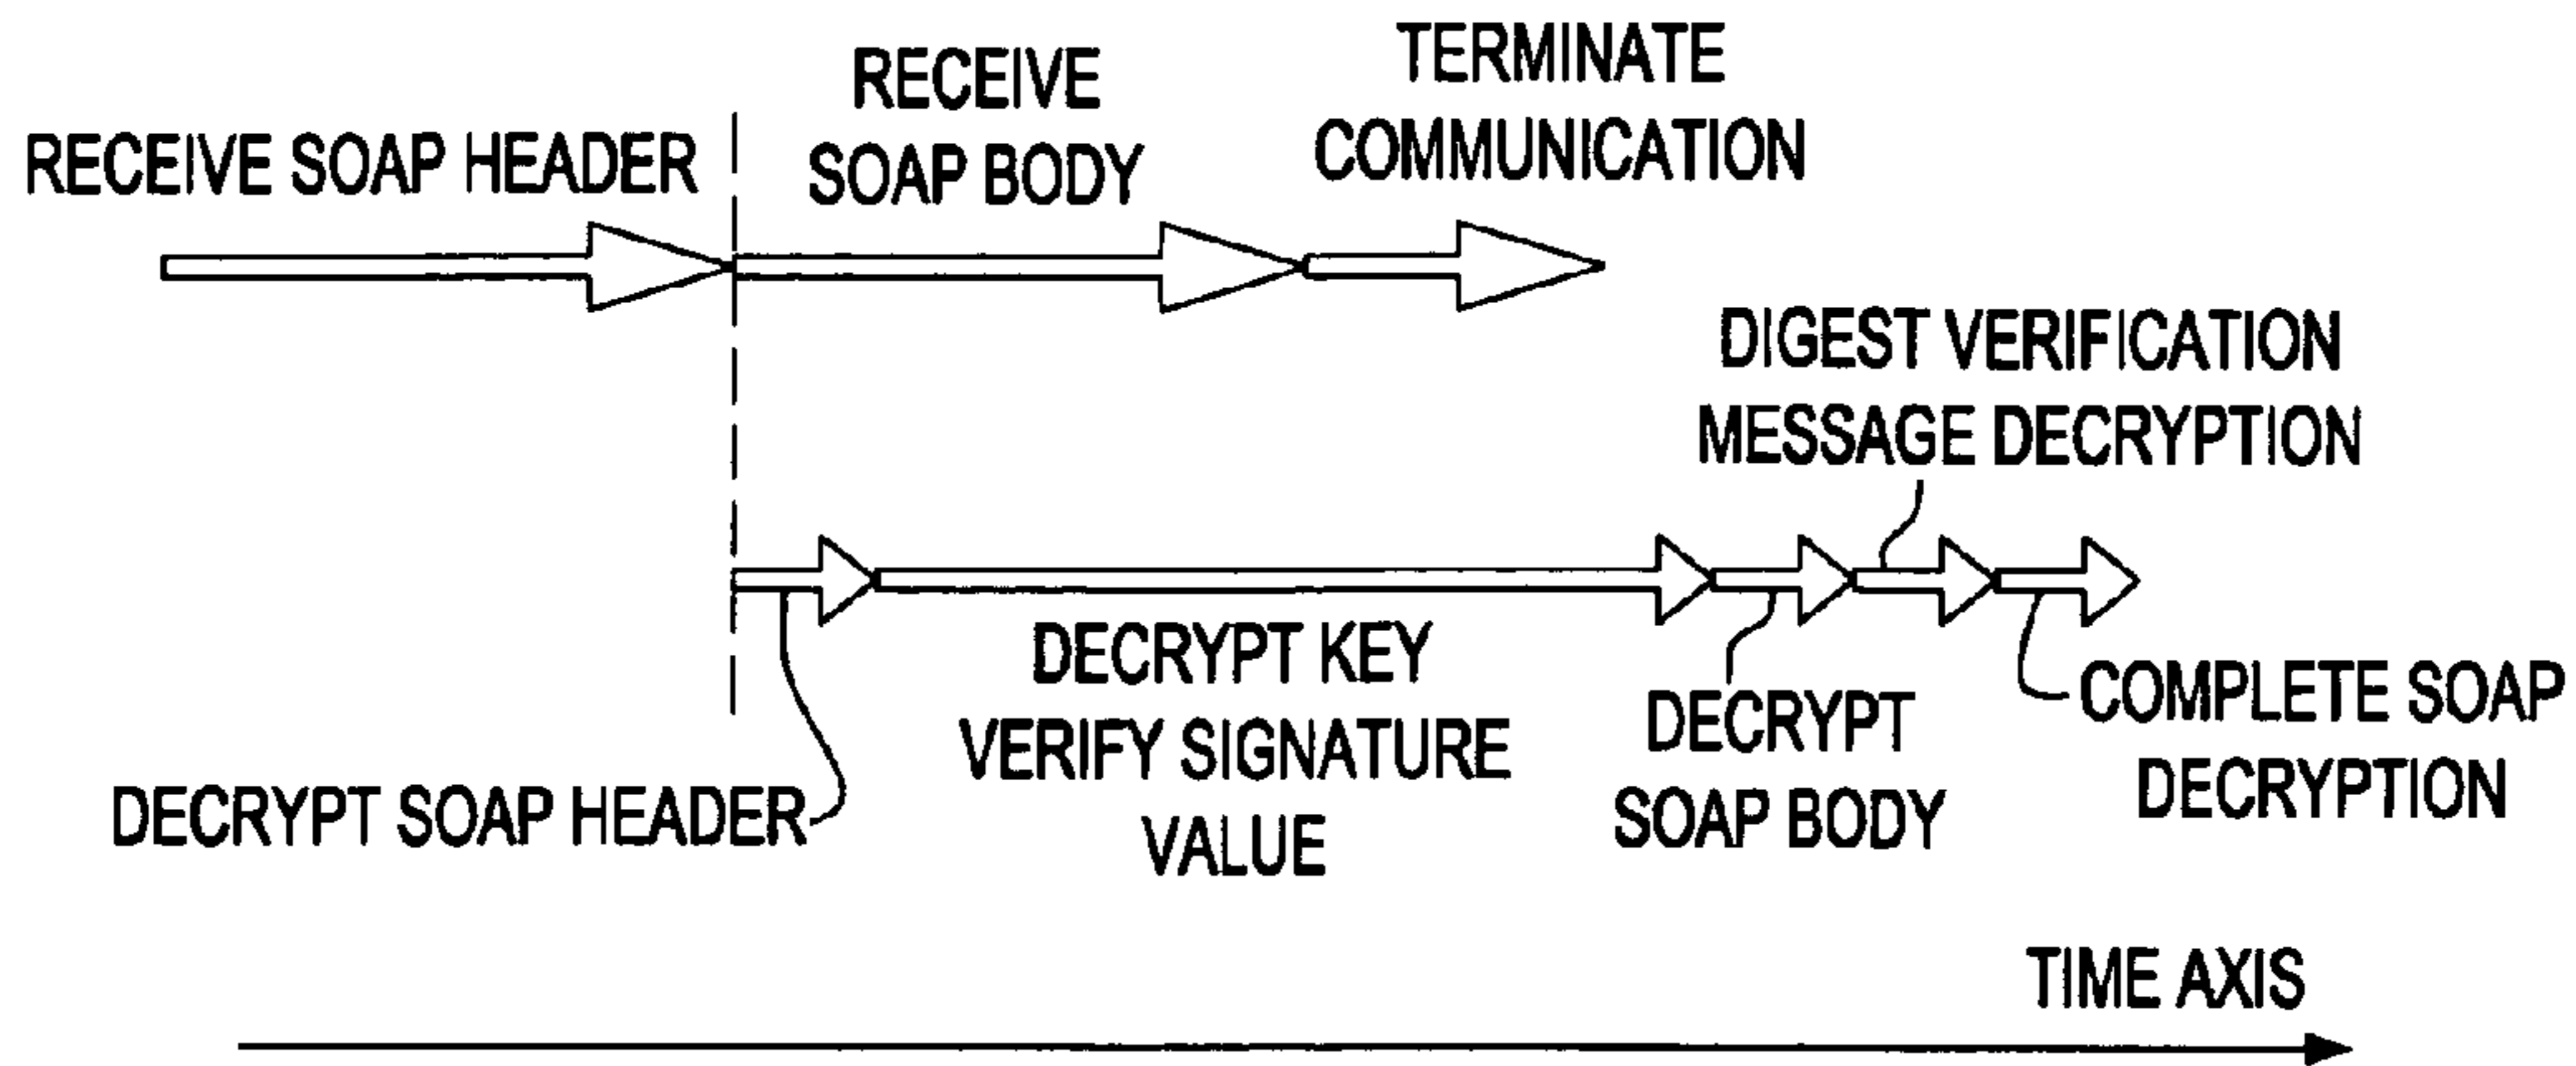 RECEIVE SOAP HEADER
RECEIVE
SOAP BODY
TERMINATE
COMMUNICATION
DIGEST VERIFICATION
MESSAGE DECRYPTION
DECRYPT SOAP HEADER
DECRYPT KEY
VERIFY SIGNATURE
VALUE
DECRYPT
SOAP BODY
COMPLETE SOAP
DECRYPTION
TIME AXIS